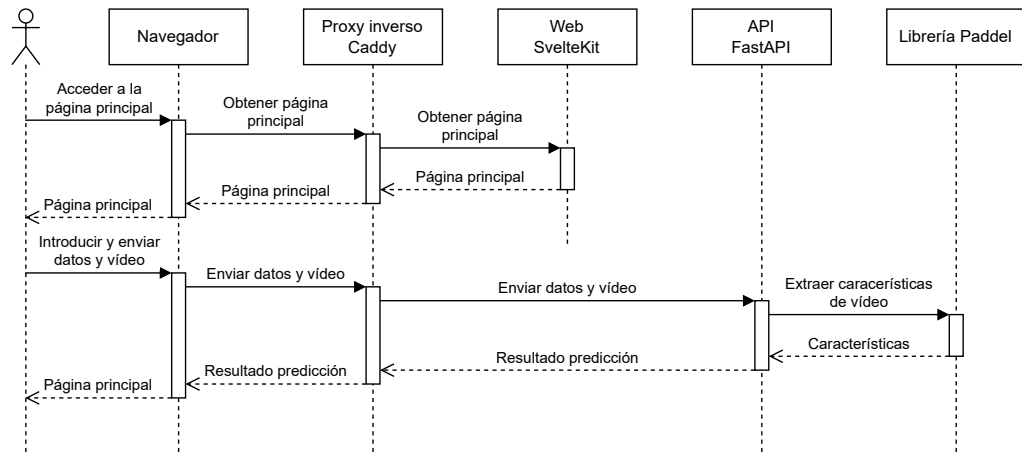 Navegador
Proxy inverso
Caddy
Web
SvelteKit
API
FastAPI
Librería Paddel
Acceder a la
página principal
Obtener página
principal
Obtener página
principal
Página principal
Página principal
Página principal
Introducir y enviar
datos y vídeo
Enviar datos y vídeo
Enviar datos y vídeo
Extraer caracerísticas
de vídeo
Características
Resultado predicción
Resultado predicción
Página principal